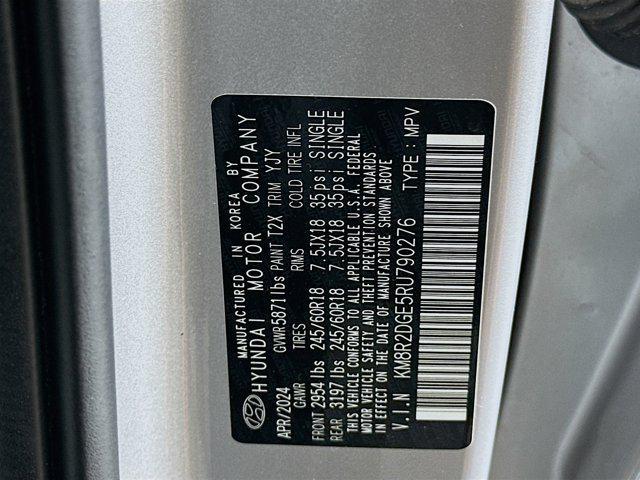 MANUFACTURED IN KOREA BY
HYUNDAI MOTOR COMPANY
APR/2024 GVWR5871lbs PAINT T2X TRIM YJY
GAWR TIRES RIMS COLD TIRE INFL
FRONT 2954 lbs 245/60R18 7.5JX18 35psi SINGLE
REAR 3197 lbs 245/60R18 7.5JX18 35psi SINGLE
THIS VEHICLE CONFORMS TO ALL APPLICABLE U.S.A. FEDERAL
MOTOR VEHICLE SAFETY AND THEFT PREVENTION STANDARDS
IN EFFECT ON THE DATE OF MANUFACTURE SHOWN ABOVE
V.I.N KM8R2DGE5RU790276 TYPE : MPV